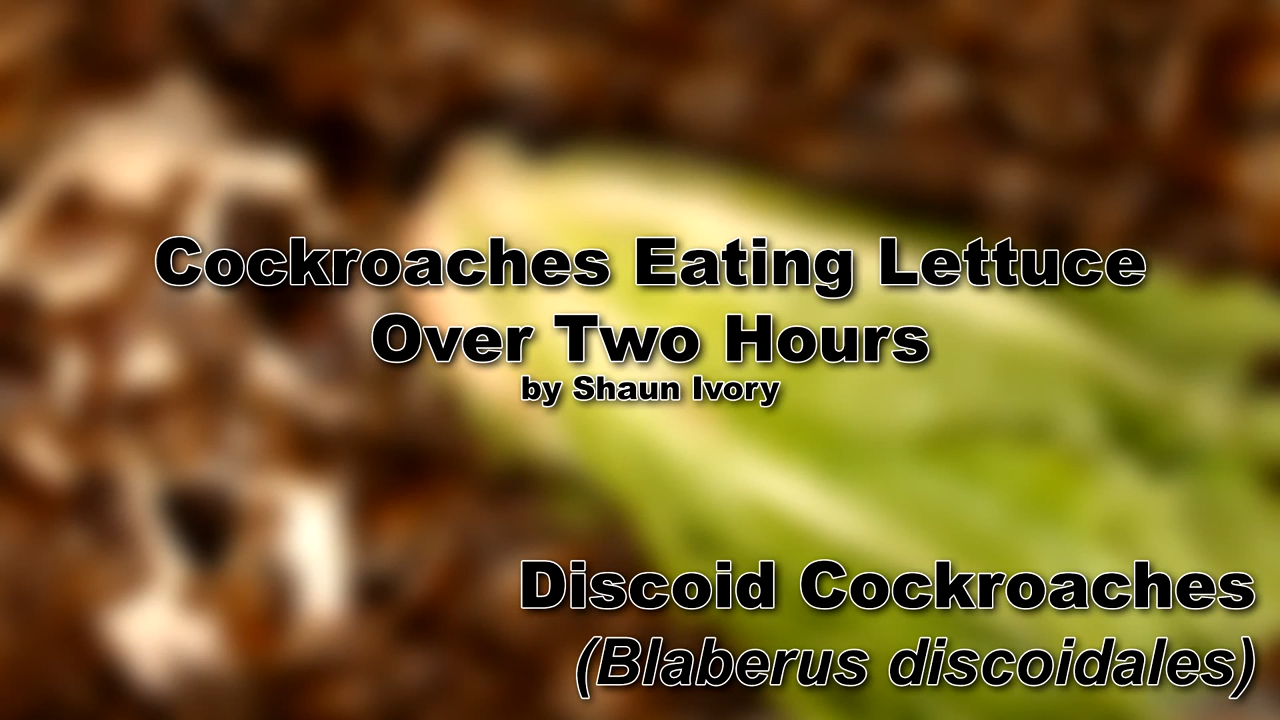 Cockroaches Eating Lettuce
Over Two Hours
by Shaun Ivory
Discoid Cockroaches
(Blaberus discoidales)